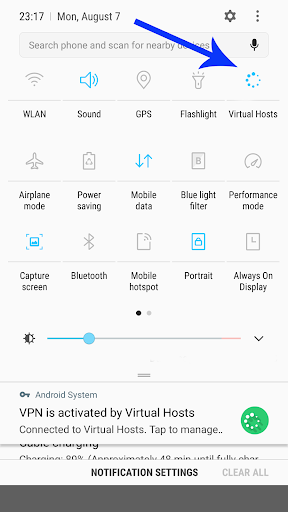 23:17 Mon, August 7
Search phone and scan for nearby devices
WLAN Sound GPS Flashlight Virtual Hosts
Airplane mode Power saving Mobile data Blue light filter Performance mode
B
Capture screen Bluetooth Mobile hotspot Portrait Always On Display
Android System
VPN is activated by Virtual Hosts
Connected to Virtual Hosts. Tap to manage..
Cable Charging
Charging: 89% (Approximately 48 min until fully char
NOTIFICATION SETTINGS CLEAR ALL